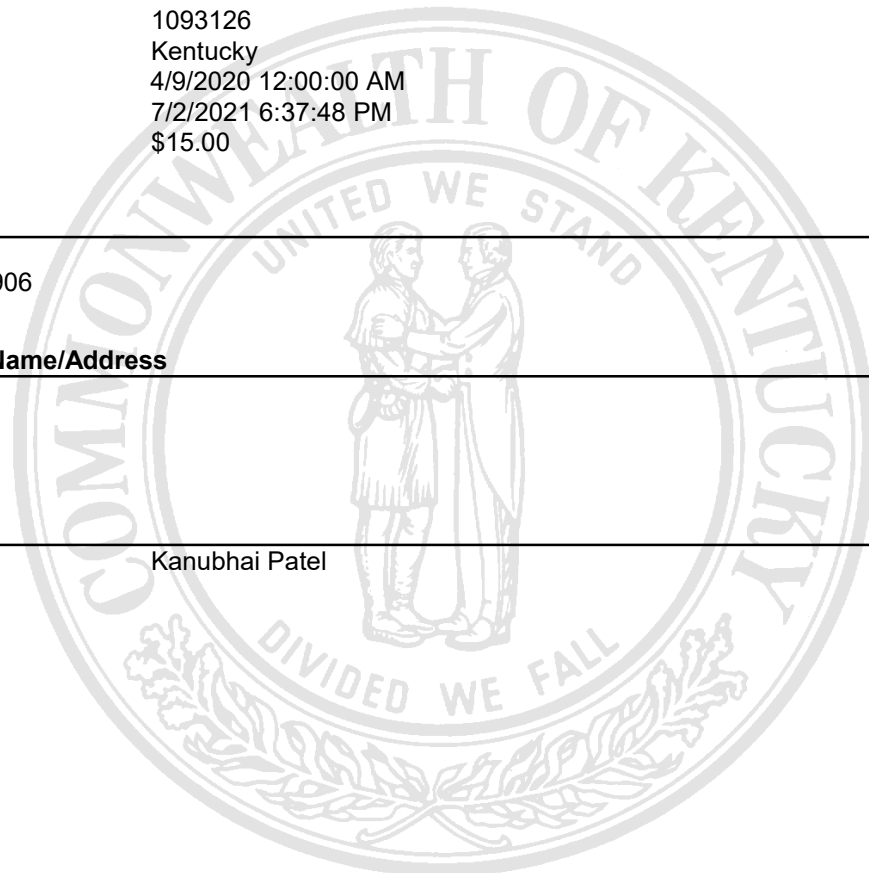 1093126
Kentucky
4/9/2020 12:00:00 AM
7/2/2021 6:37:48 PM
$15.00
906
Name/Address
Kanubhai Patel
COMMONWEALTH OF KENTUCKY
UNITED WE STAND
DIVIDED WE FALL